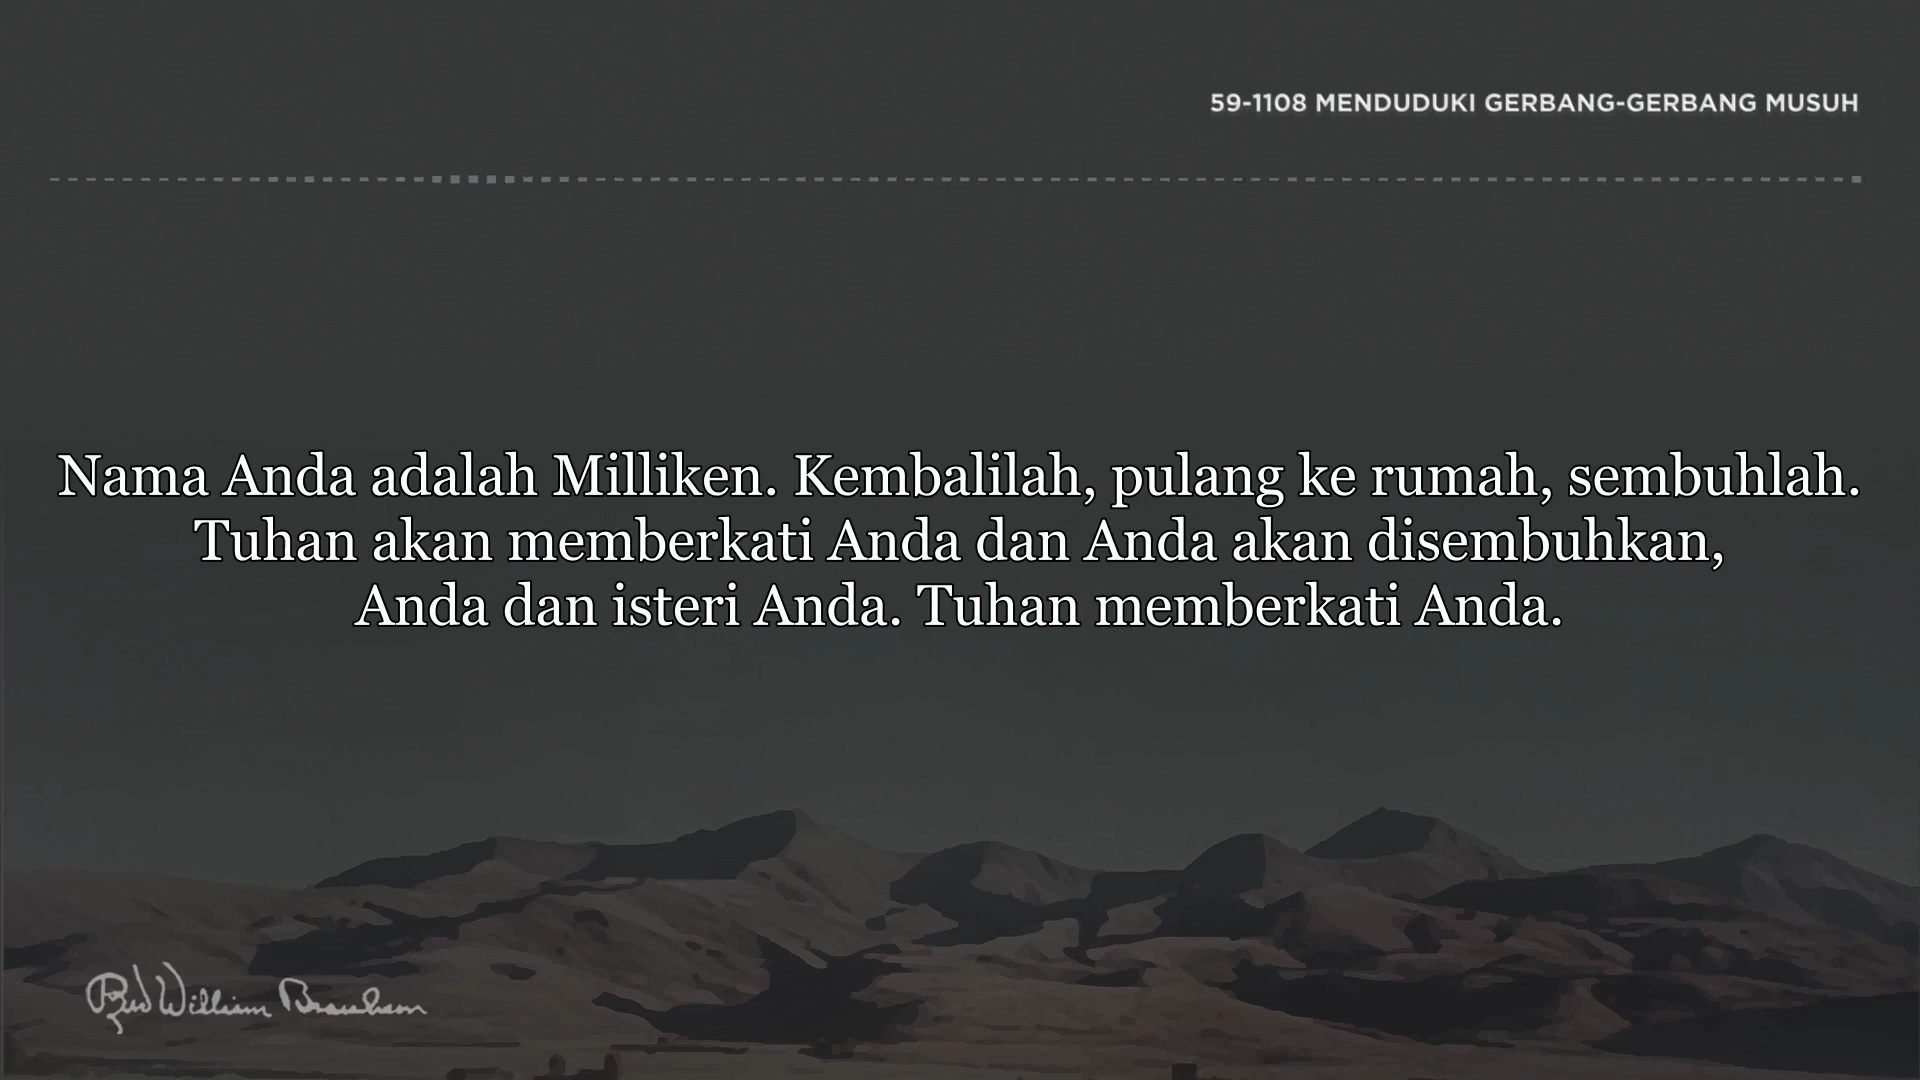 59-1108 MENDUDUKI GERBANG-GERBANG MUSUH
Nama Anda adalah Milliken. Kembalilah, pulang ke rumah, sembuhlah.
Tuhan akan memberkati Anda dan Anda akan disembuhkan,
Anda dan isteri Anda. Tuhan memberkati Anda.
Rev William Branham